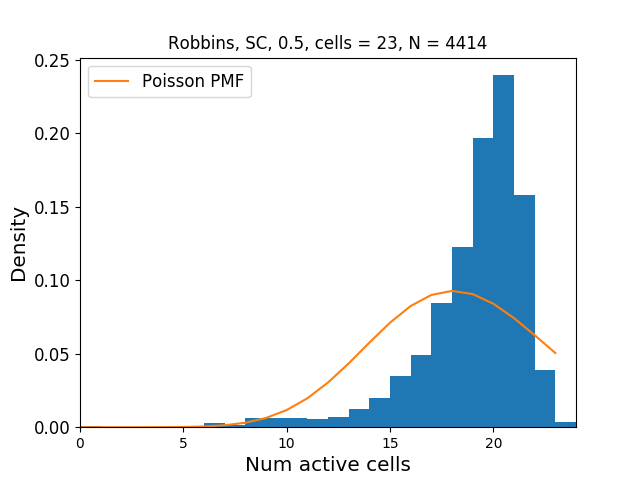 Robbins, SC, 0.5, cells = 23, N = 4414
Poisson PMF
Density
0.25
0.20
0.15
0.10
0.05
0.00
0 5 10 15 20
Num active cells